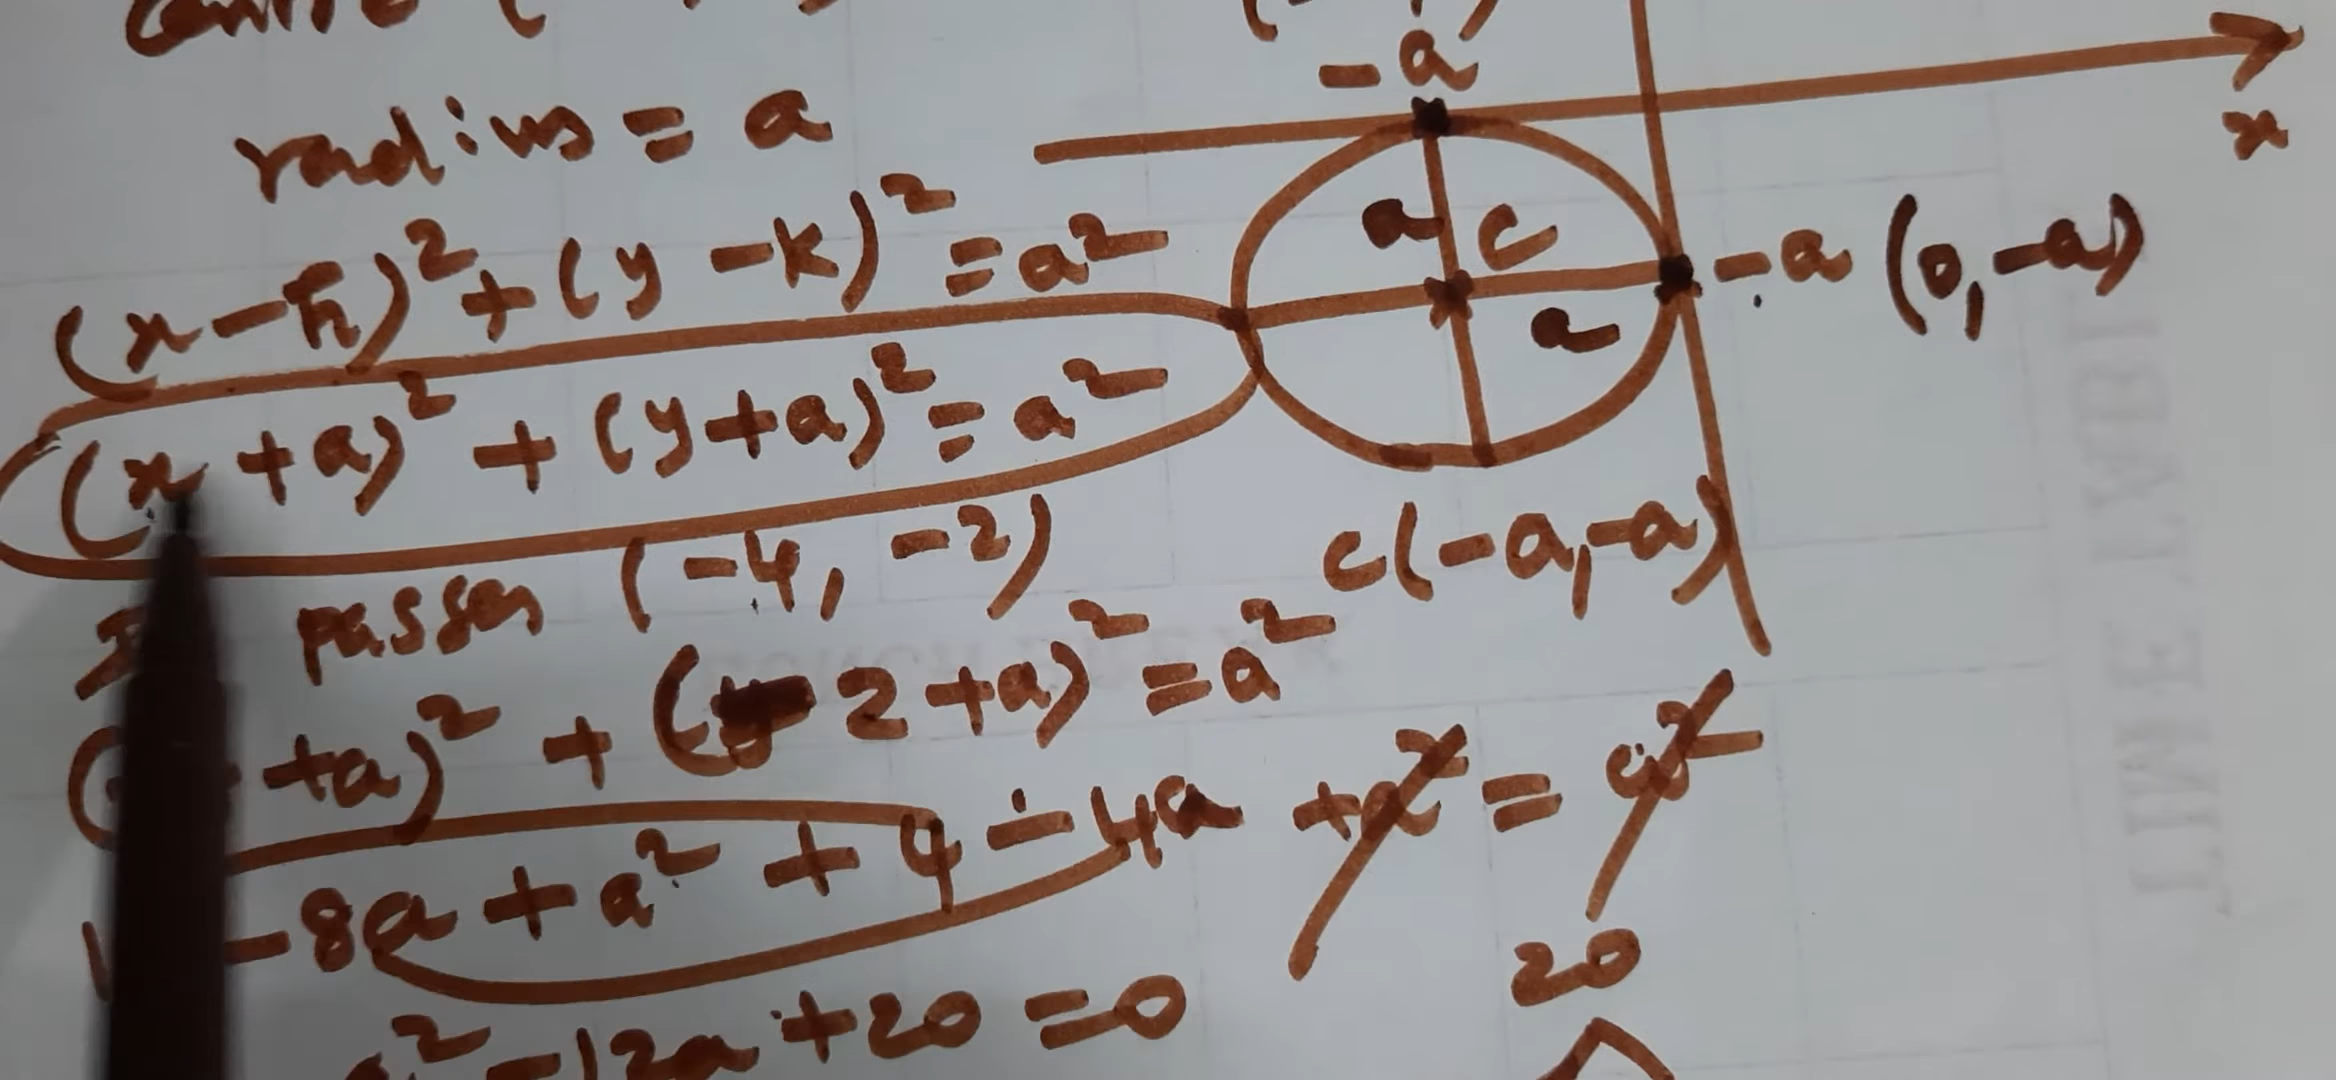 radius = a
(x - h)² + (y - k)² = a²
(x + a)² + (y + a)² = a²
passes (-4, -2)
+a)² + (-2 + a)² = a²
- 8a + a² + 4 - 4a + a² = a²
a² - 12a + 20 = 0
-a
x
a
c
-a (0, -a)
a
c(-a, -a)
20